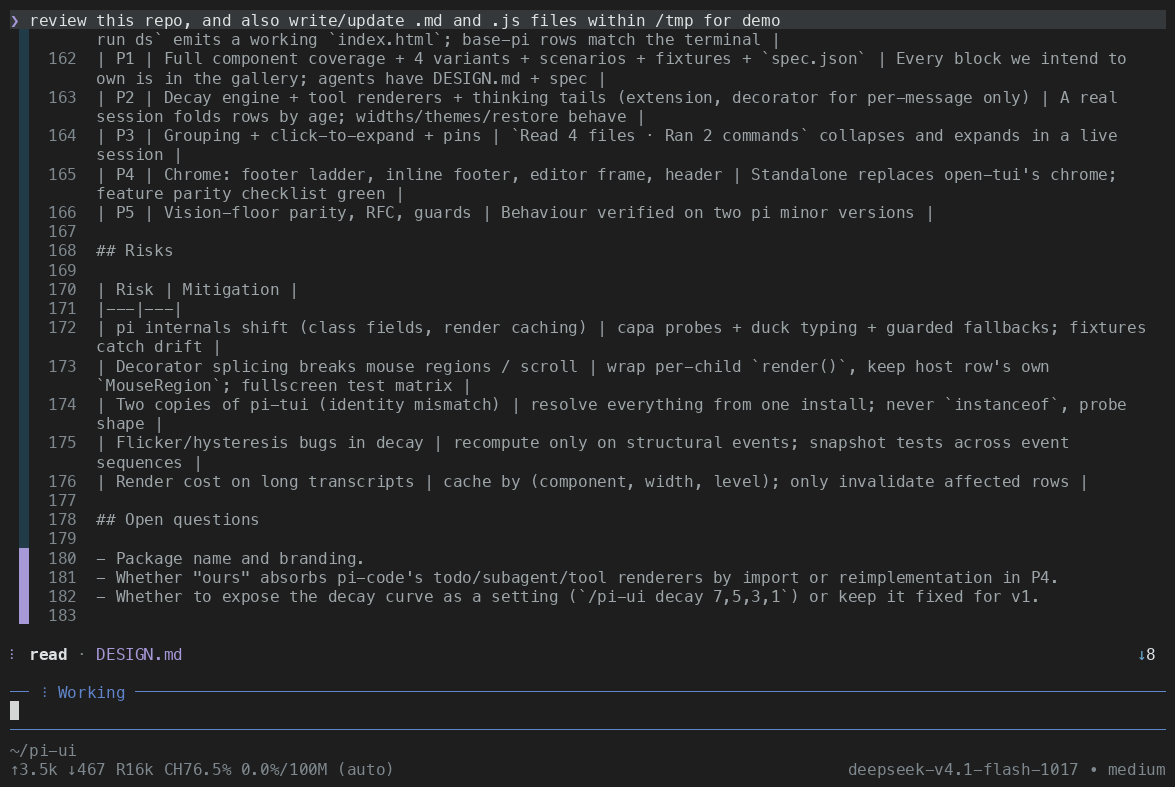 ❯ review this repo, and also write/update .md and .js files within /tmp for demo
run ds` emits a working `index.html`; base-pi rows match the terminal |
162 | P1 | Full component coverage + 4 variants + scenarios + fixtures + `spec.json` | Every block we intend to
own is in the gallery; agents have DESIGN.md + spec |
163 | P2 | Decay engine + tool renderers + thinking tails (extension, decorator for per-message only) | A real
session folds rows by age; widths/themes/restore behave |
164 | P3 | Grouping + click-to-expand + pins | `Read 4 files · Ran 2 commands` collapses and expands in a live
session |
165 | P4 | Chrome: footer ladder, inline footer, editor frame, header | Standalone replaces open-tui's chrome;
feature parity checklist green |
166 | P5 | Vision-floor parity, RFC, guards | Behaviour verified on two pi minor versions |
167
168 ## Risks
169
170 | Risk | Mitigation |
171 |---|---|
172 | pi internals shift (class fields, render caching) | capa probes + duck typing + guarded fallbacks; fixtures
catch drift |
173 | Decorator splicing breaks mouse regions / scroll | wrap per-child `render()`, keep host row's own
`MouseRegion`; fullscreen test matrix |
174 | Two copies of pi-tui (identity mismatch) | resolve everything from one install; never `instanceof`, probe
shape |
175 | Flicker/hysteresis bugs in decay | recompute only on structural events; snapshot tests across event
sequences |
176 | Render cost on long transcripts | cache by (component, width, level); only invalidate affected rows |
177
178 ## Open questions
179
180 - Package name and branding.
181 - Whether "ours" absorbs pi-code's todo/subagent/tool renderers by import or reimplementation in P4.
182 - Whether to expose the decay curve as a setting (`/pi-ui decay 7,5,3,1`) or keep it fixed for v1.
183
⫶ read · DESIGN.md ↓8
⫶ Working
~/pi-ui
↑3.5k ↓467 R16k CH76.5% 0.0%/100M (auto) deepseek-v4.1-flash-1017 • medium